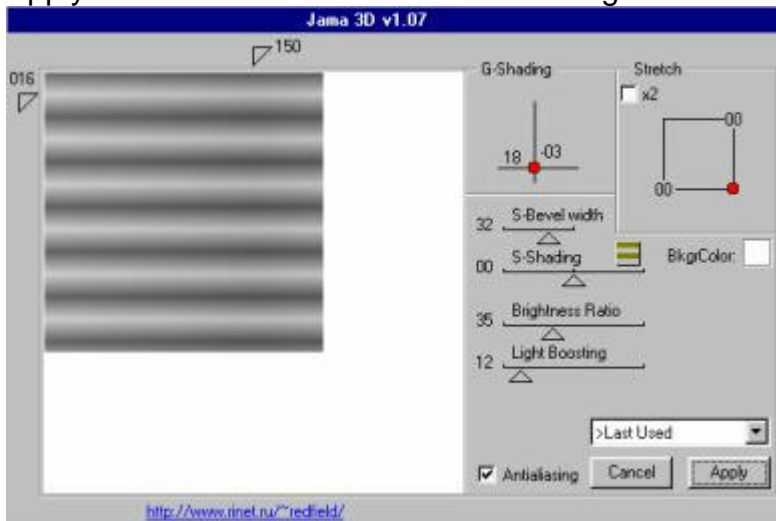 Jama 3D v1.07
150
016
G-Shading
18 -03
Stretch
x2
00
00
32 S-Bevel width
00 S-Shading
BkgrColor:
35 Brightness Ratio
12 Light Boosting
>Last Used
Antialiasing
Cancel
Apply
http://www.rinet.ru/~redfield/